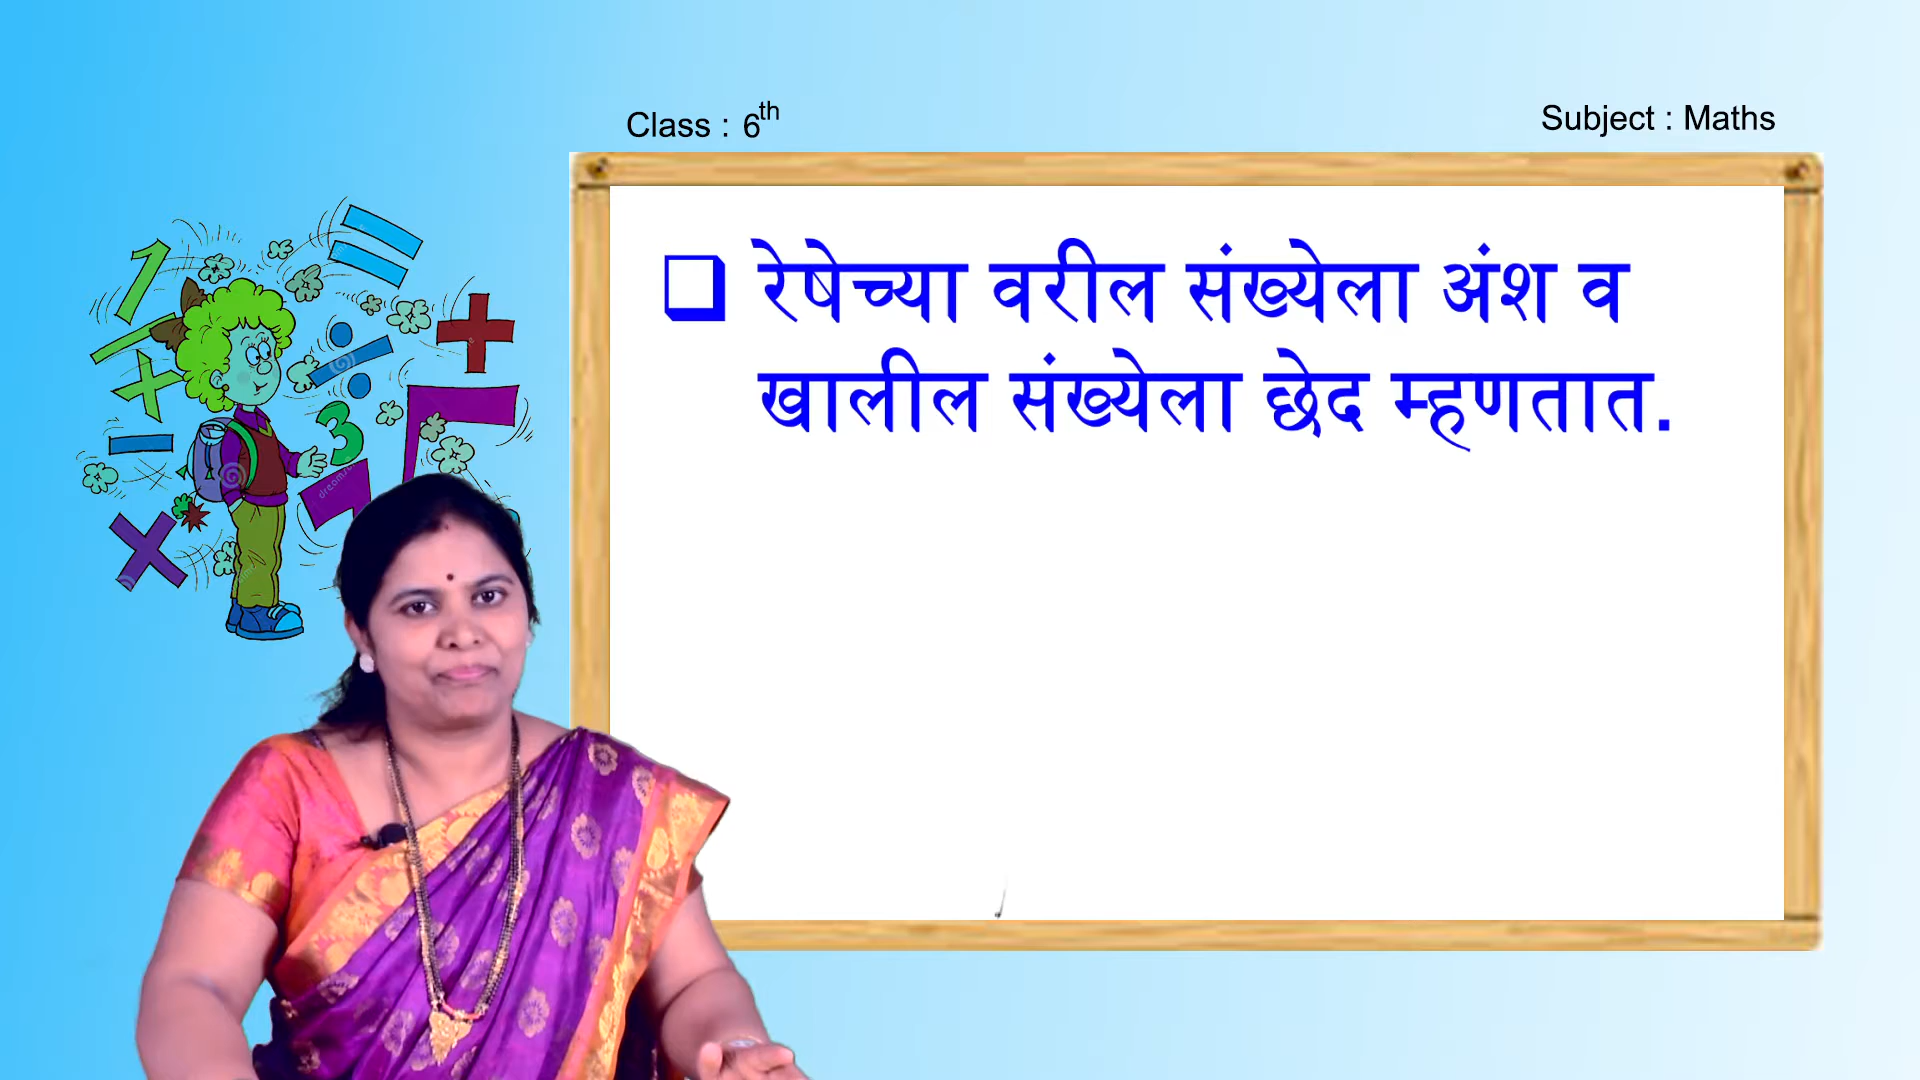 Class : 6th
Subject : Maths
रेषेच्या वरील संख्येला अंश व
खालील संख्येला छेद म्हणतात.